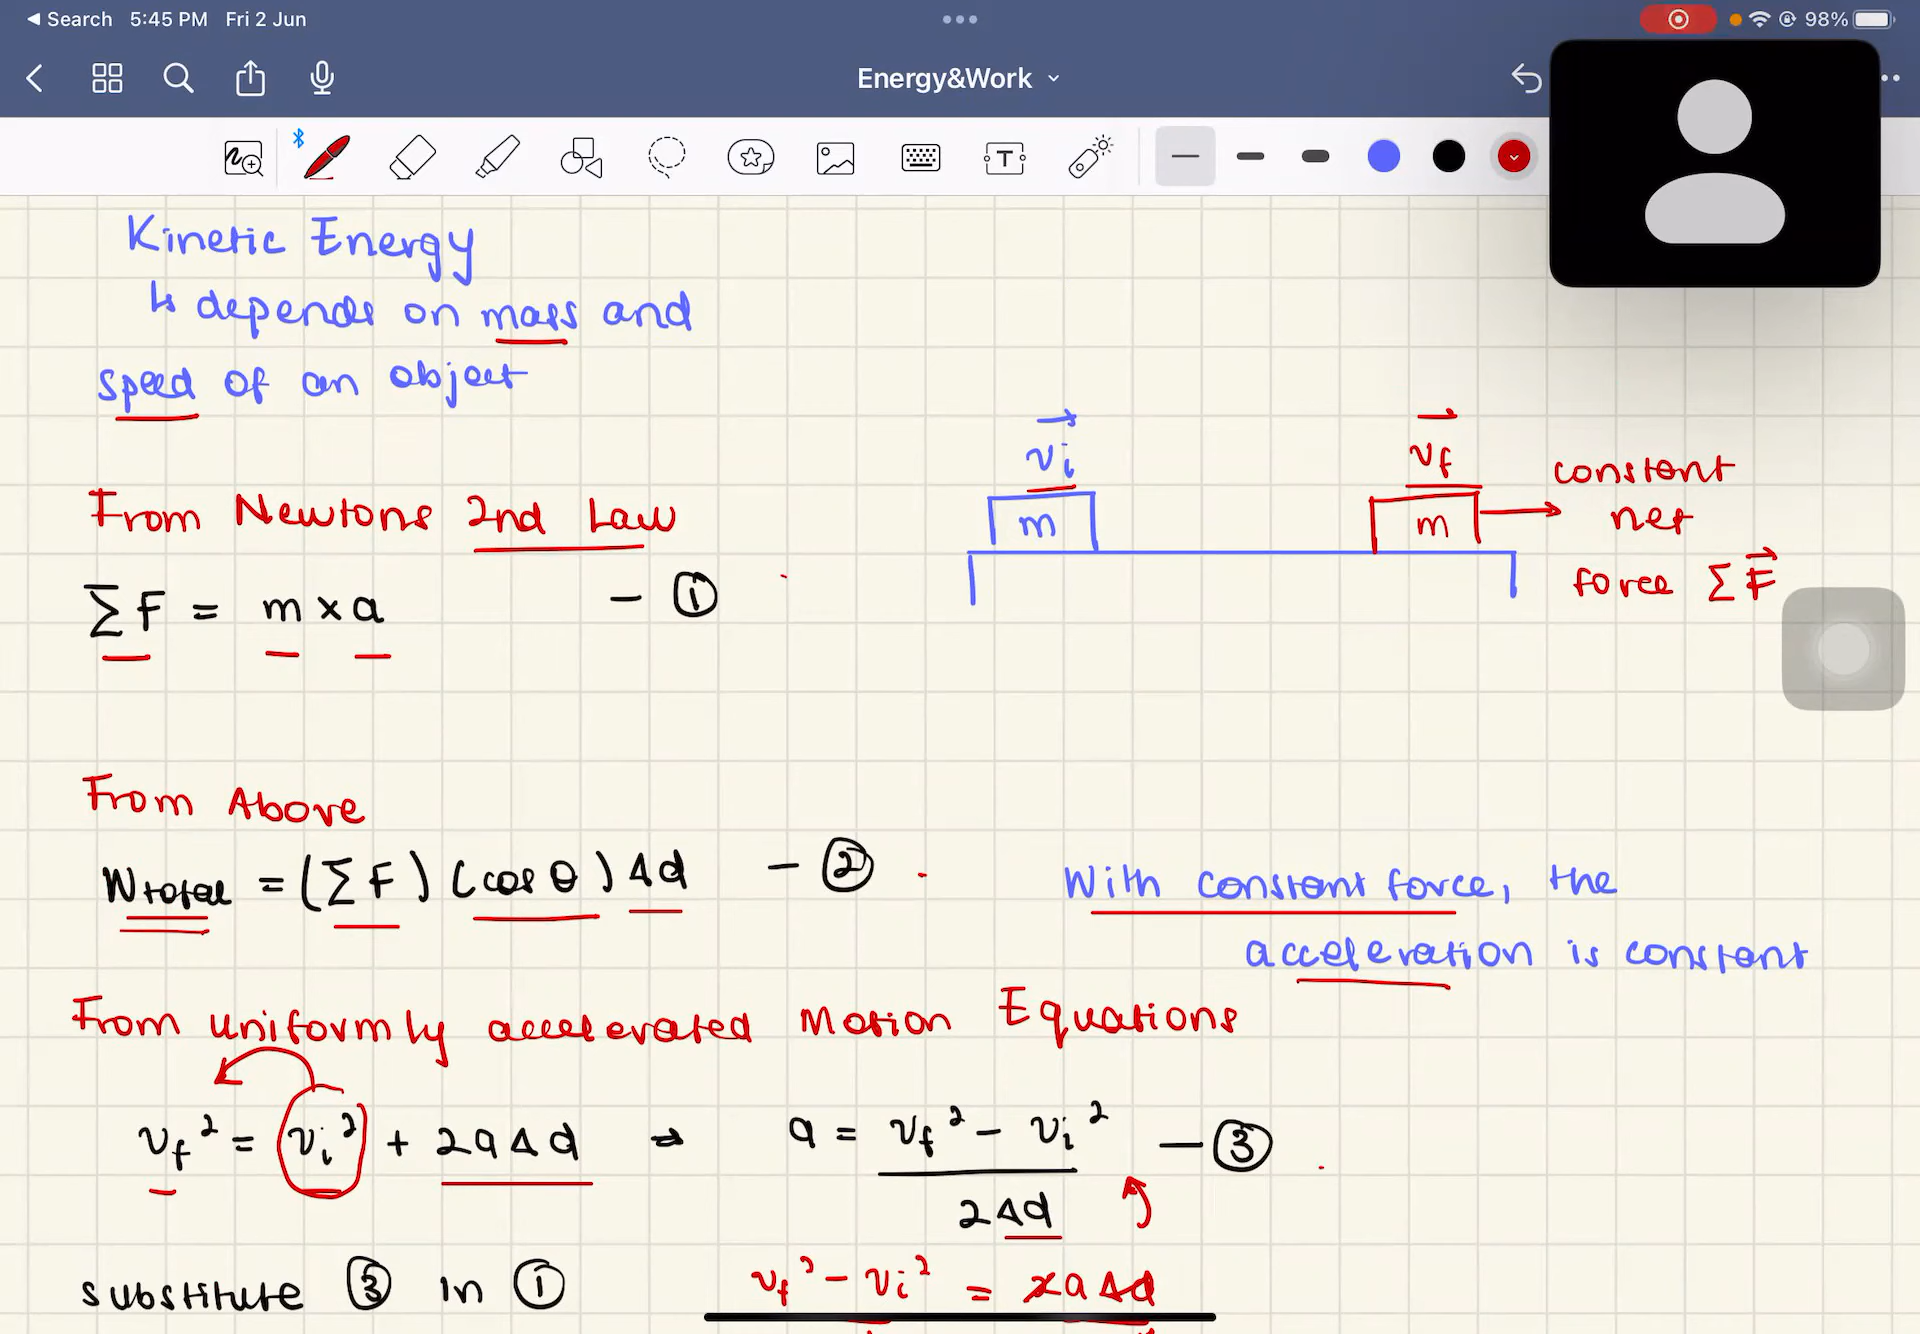 Search 5:45 PM Fri 2 Jun
98%
Energy&Work
T
Kinetic Energy
↳ depends on mass and
speed of an object
vi
vf
m
m
constant
net
force Σ F
From Newtons 2nd Law
ΣF = m x a - ①
From Above
Wtotal = (ΣF) (cos θ) Δd - ②
With constant force, the
acceleration is constant
From uniformly accelerated Motion Equations
vf² = vi² + 2aΔd ⇒ a = vf² - vi² - ③
2Δd
substitute ③ in ①
vf² - vi² = 2aΔd